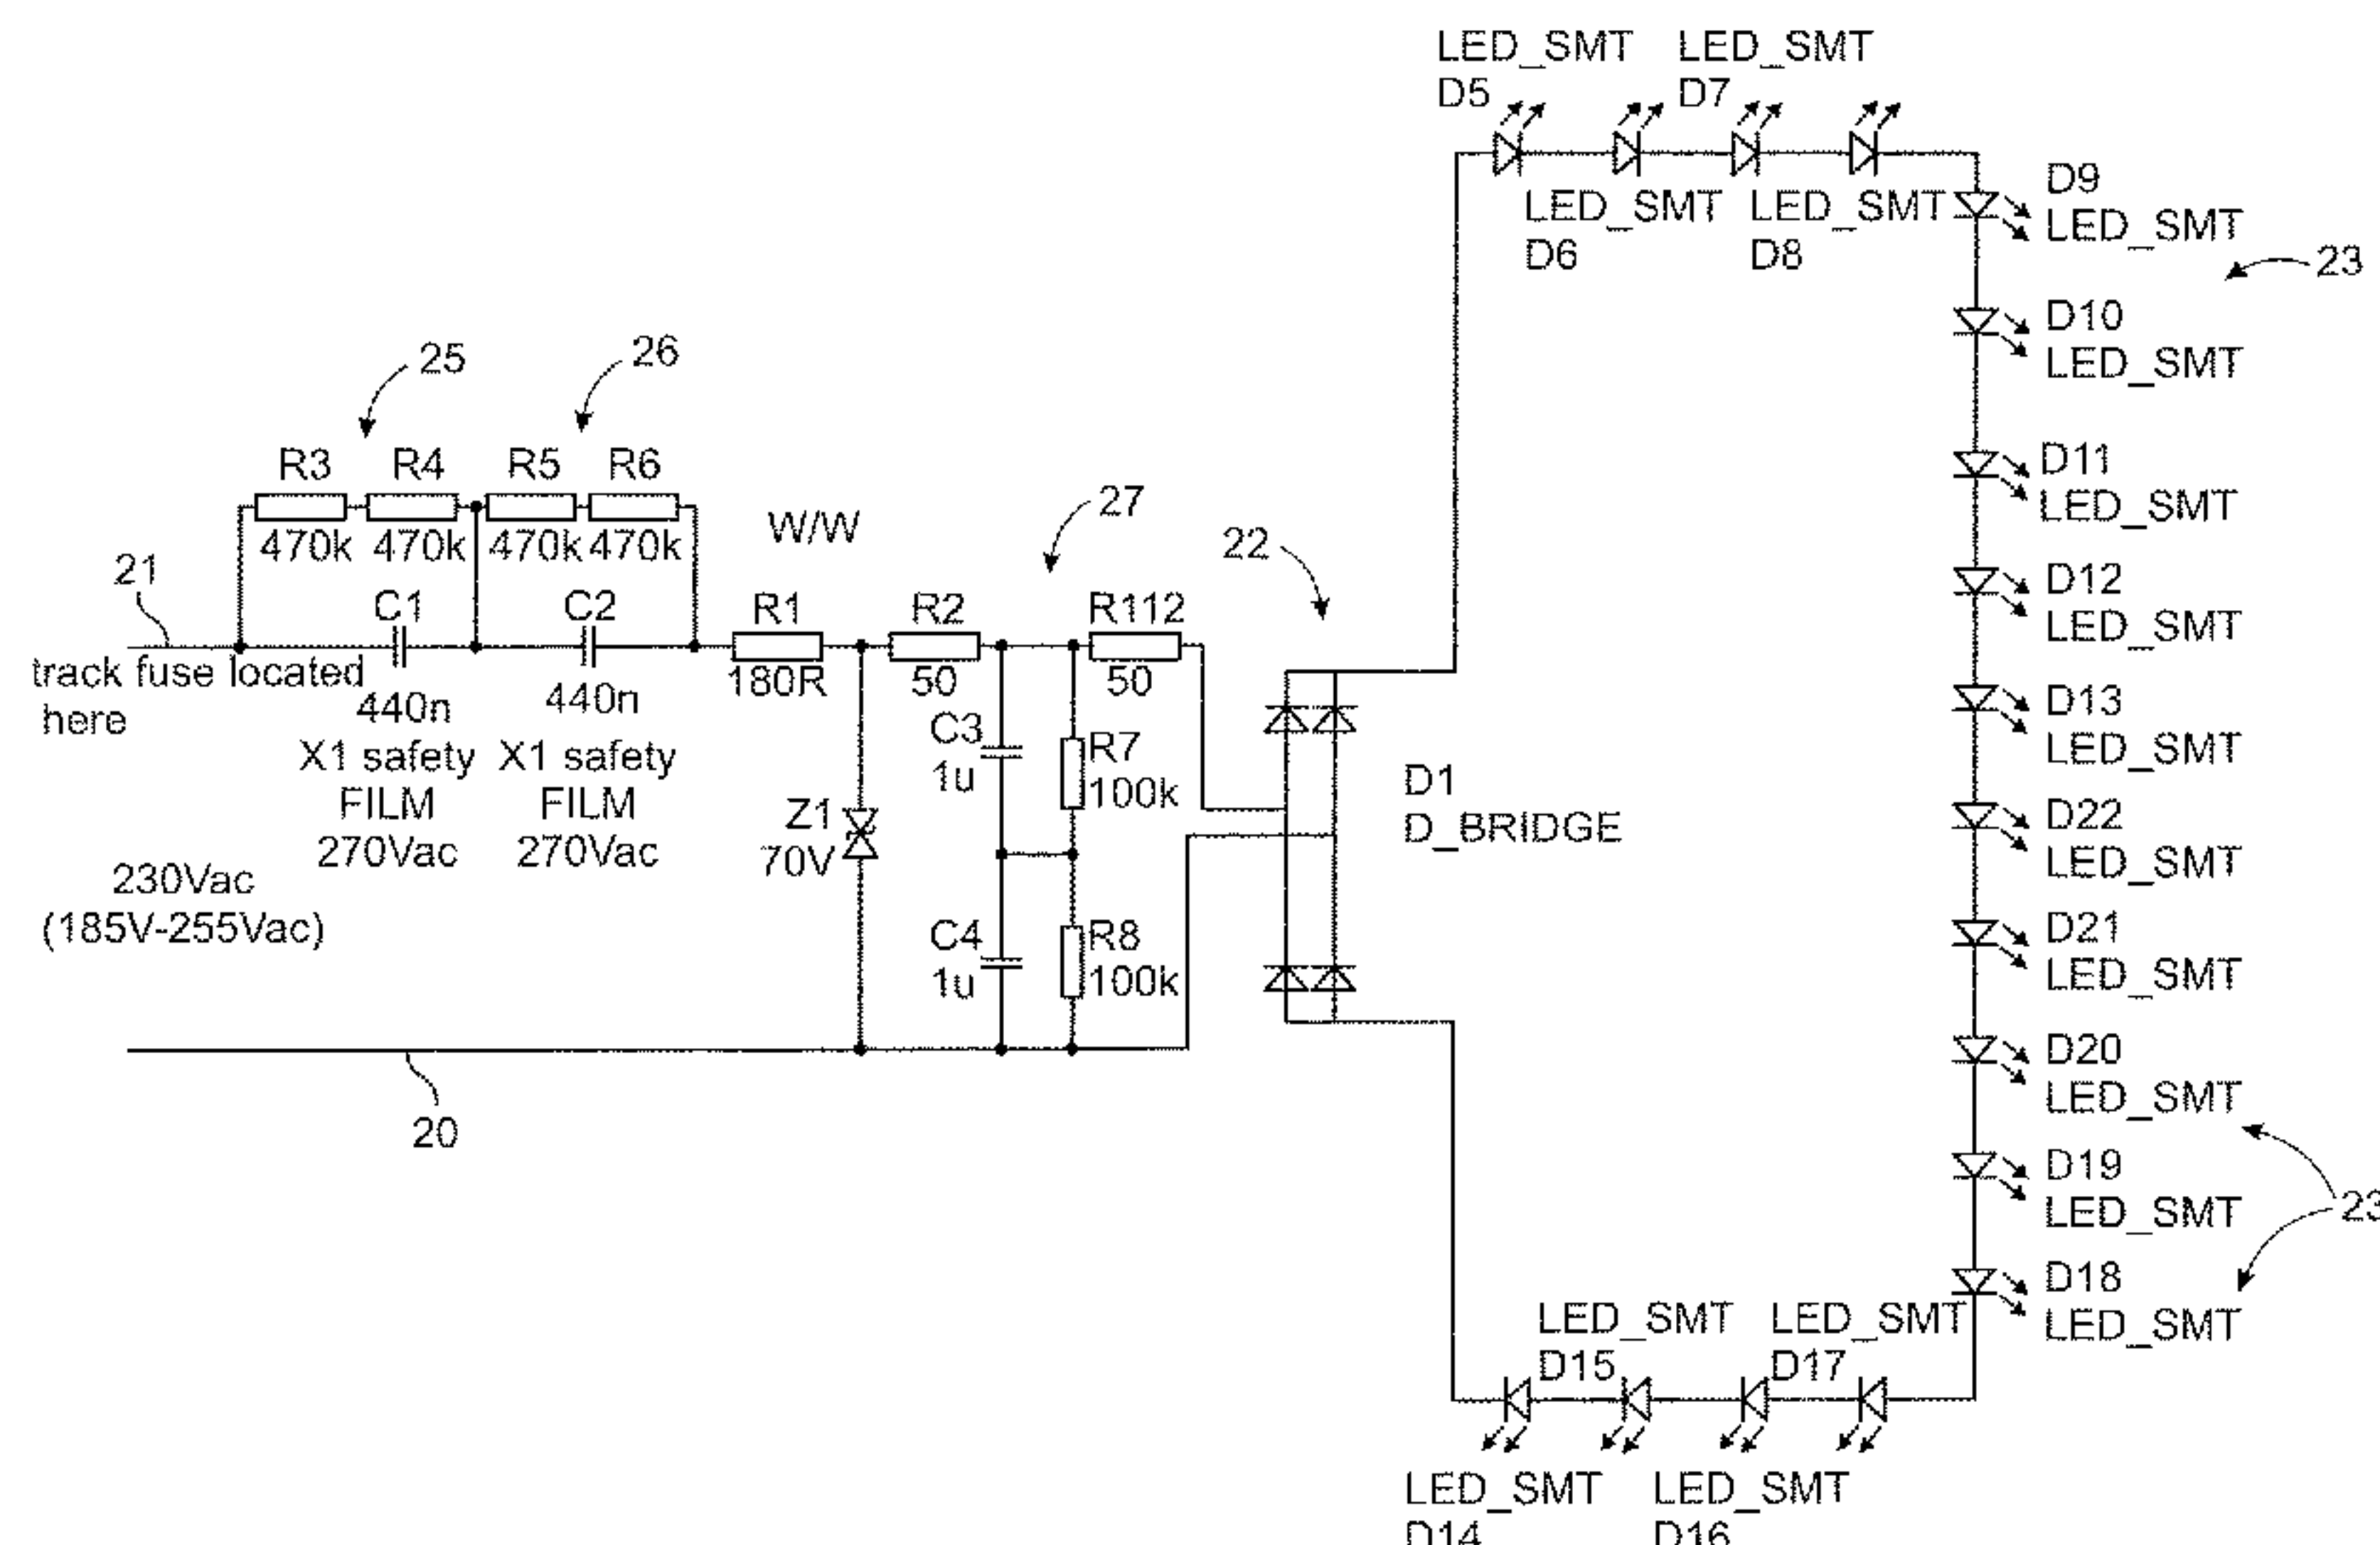 LED_SMT LED_SMT
D5 D7
LED_SMT LED_SMT
D6 D8
D9
LED_SMT
23
D10
LED_SMT
D11
LED_SMT
D12
LED_SMT
D13
LED_SMT
D22
LED_SMT
D21
LED_SMT
D20
LED_SMT
D19
LED_SMT
23
D18
LED_SMT
LED_SMT LED_SMT
D15 D17
LED_SMT LED_SMT
D14 D16
25 26
R3 R4 R5 R6
470k 470k 470k 470k
W/W
27
22
21
C1 C2
R1 R2 R112
180R 50 50
track fuse located
here
440n 440n
X1 safety X1 safety
FILM FILM
270Vac 270Vac
C3
1u
R7
100k
Z1
70V
D1
D_BRIDGE
230Vac
(185V-255Vac)
C4
1u
R8
100k
20